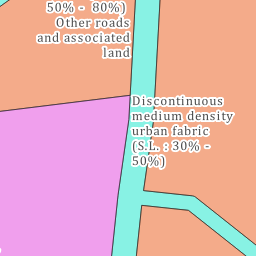 50% - 80%)
Other roads
and associated
land
Discontinuous
medium density
urban fabric
(S.L. : 30% -
50%)